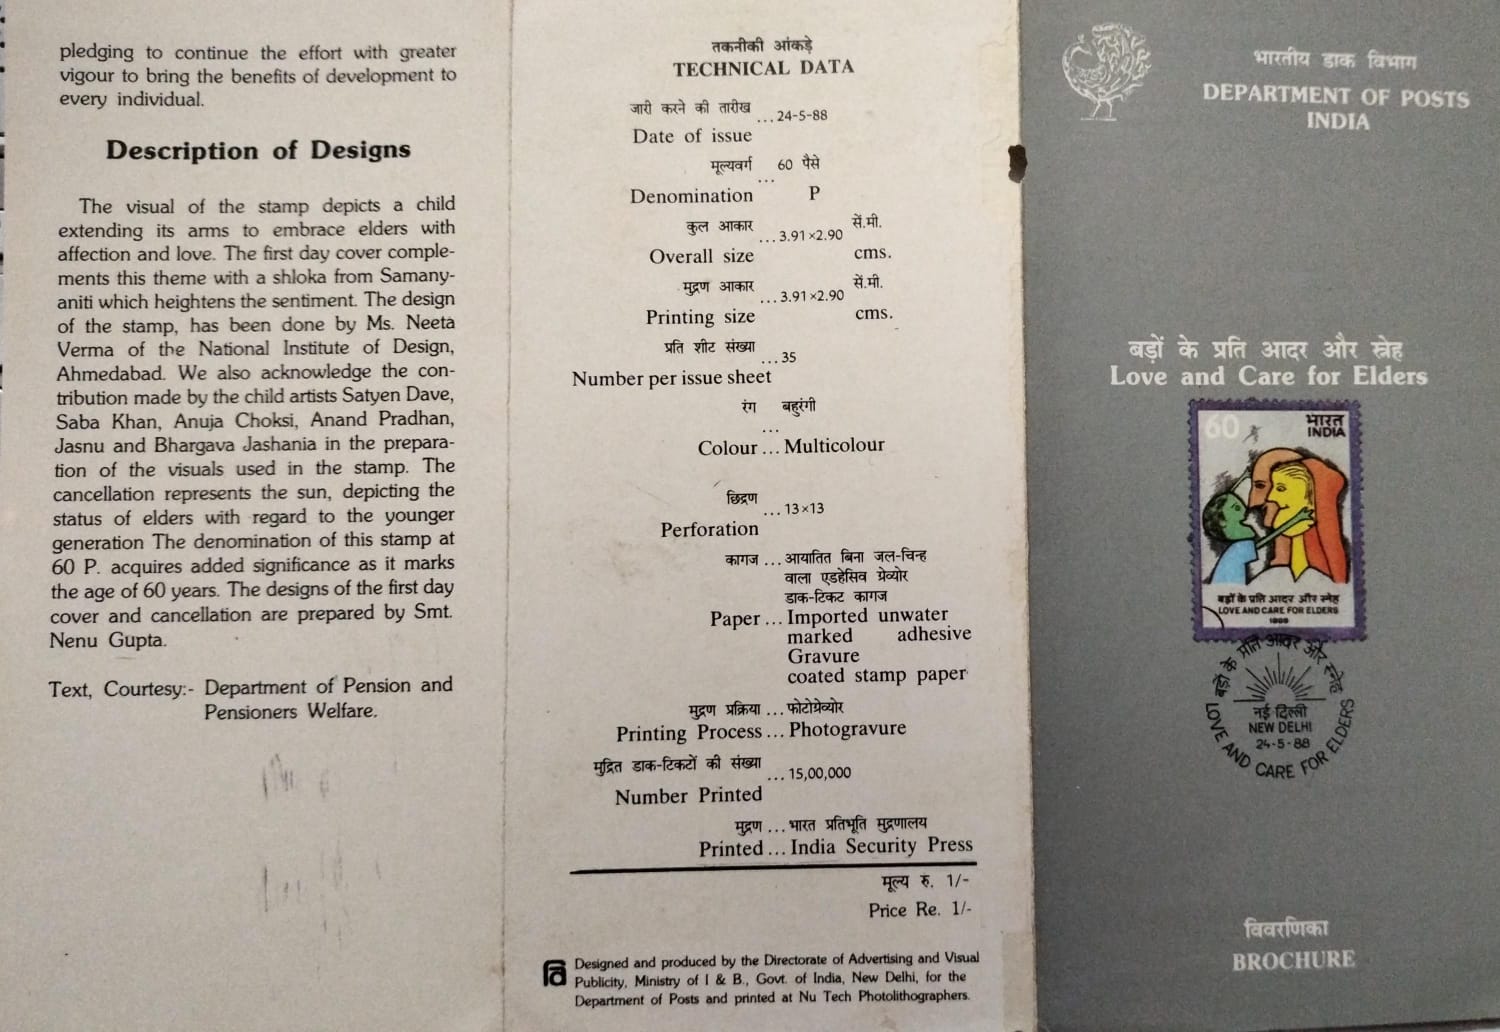 pledging to continue the effort with greater
vigour to bring the benefits of development to
every individual.
Description of Designs
The visual of the stamp depicts a child
extending its arms to embrace elders with
affection and love. The first day cover comple-
ments this theme with a shloka from Samany-
aniti which heightens the sentiment. The design
of the stamp, has been done by Ms. Neeta
Verma of the National Institute of Design,
Ahmedabad. We also acknowledge the con-
tribution made by the child artists Satyen Dave,
Saba Khan, Anuja Choksi, Anand Pradhan,
Jasnu and Bhargava Jashania in the prepara-
tion of the visuals used in the stamp. The
cancellation represents the sun, depicting the
status of elders with regard to the younger
generation The denomination of this stamp at
60 P. acquires added significance as it marks
the age of 60 years. The designs of the first day
cover and cancellation are prepared by Smt.
Nenu Gupta.
Text, Courtesy:- Department of Pension and
Pensioners Welfare.
तकनीकी आंकड़े
TECHNICAL DATA
जारी करने की तारीख
... 24-5-88
Date of issue
मूल्यवर्ग 60 पैसे
...
Denomination P
कुल आकार सें.मी.
... 3.91×2.90
Overall size cms.
मुद्रण आकार सें.मी.
... 3.91×2.90
Printing size cms.
प्रति शीट संख्या
... 35
Number per issue sheet
रंग बहुरंगी
...
Colour ... Multicolour
छिद्रण
... 13×13
Perforation
कागज ... आयातित बिना जल-चिन्ह
वाला एडहेसिव ग्रेव्योर
डाक-टिकट कागज
Paper ... Imported unwater
marked adhesive
Gravure
coated stamp paper
मुद्रण प्रक्रिया ... फोटोग्रेव्योर
Printing Process ... Photogravure
मुद्रित डाक-टिकटों की संख्या
... 15,00,000
Number Printed
मुद्रण ... भारत प्रतिभूति मुद्रणालय
Printed ... India Security Press
मूल्य रु. 1/-
Price Re. 1/-
Designed and produced by the Directorate of Advertising and Visual
Publicity, Ministry of I & B., Govt. of India, New Delhi, for the
Department of Posts and printed at Nu Tech Photolithographers.
भारतीय डाक विभाग
DEPARTMENT OF POSTS
INDIA
बड़ों के प्रति आदर और स्नेह
Love and Care for Elders
60 भारत
INDIA
बड़ों के प्रति आदर और स्नेह
LOVE AND CARE FOR ELDERS
1988
बड़ों के प्रति आदर और स्नेह
नई दिल्ली
NEW DELHI
24-5-88
LOVE AND CARE FOR ELDERS
विवरणिका
BROCHURE